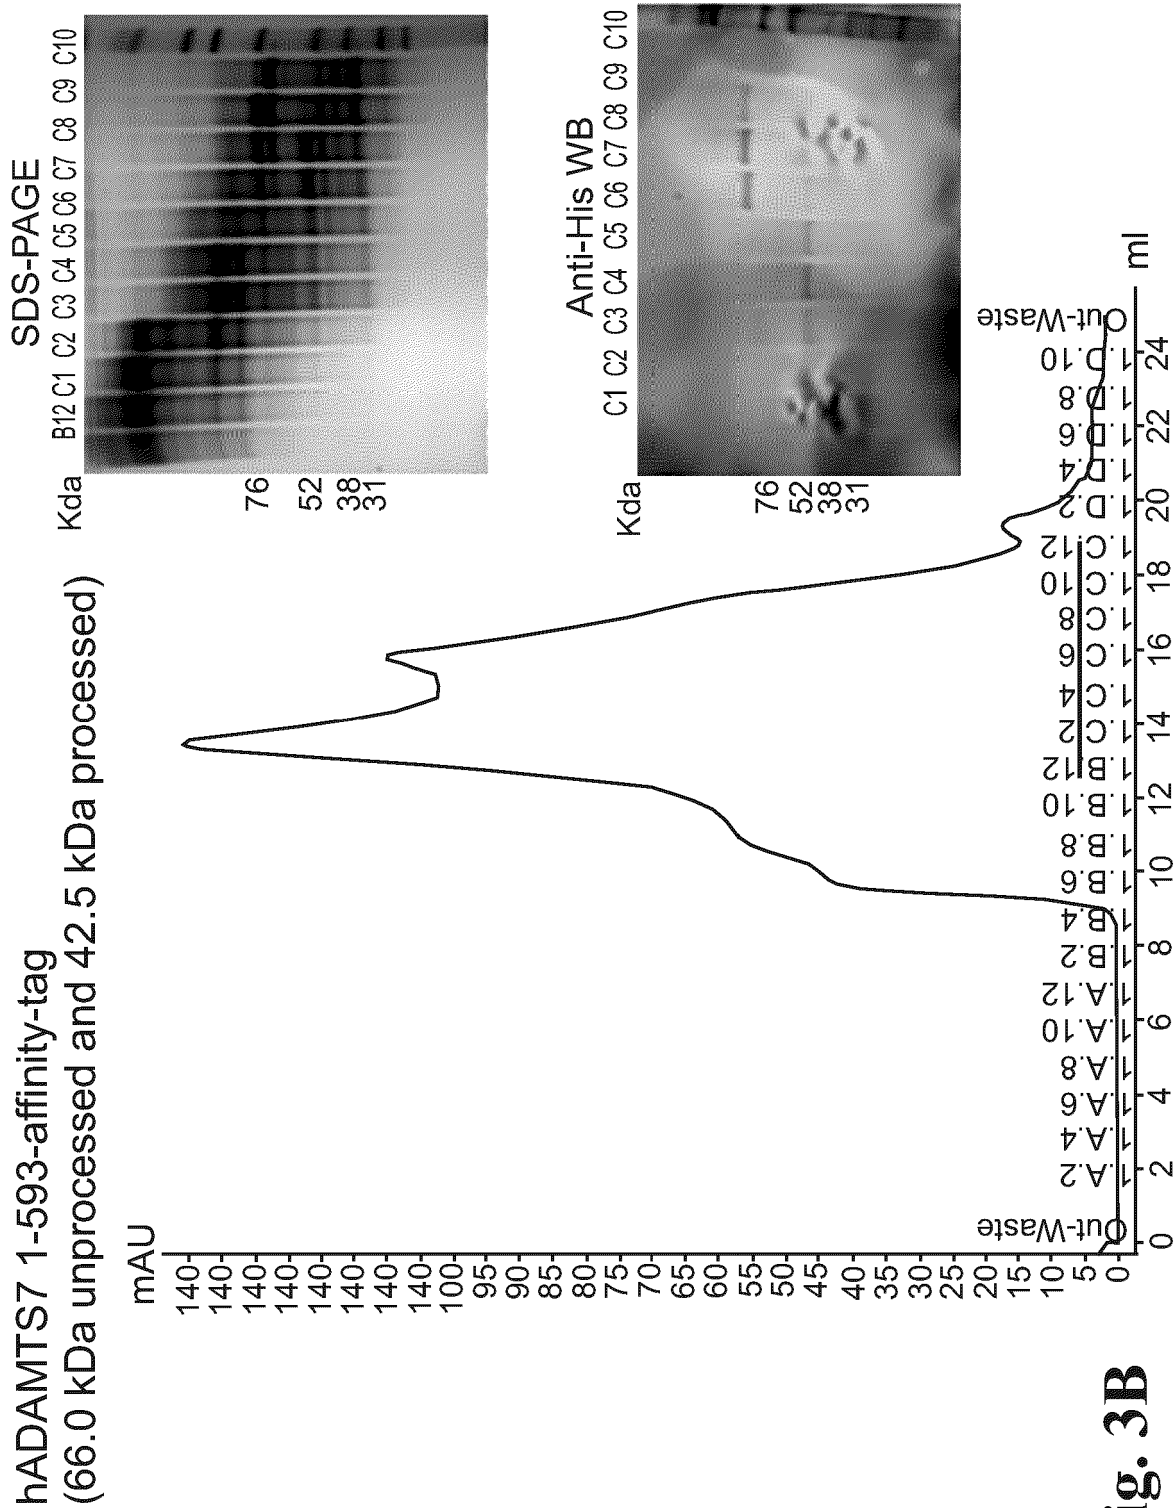 hADAMTS7 1-593-affinity-tag
(66.0 kDa unprocessed and 42.5 kDa processed)
mAU
140
140
140
140
140
140
140
140
100
95
90
85
80
75
70
65
60
55
50
45
40
35
30
25
20
15
10
5
0
Out-Waste
1.A.2
1.A.4
1.A.6
1.A.8
1.A.10
1.A.12
1.B.2
1.B.4
1.B.6
1.B.8
1.B.10
1.B.12
1.C.2
1.C.4
1.C.6
1.C.8
1.C.10
1.C.12
1.D.2
1.D.4
1.D.6
1.D.8
1.D.10
Out-Waste
0 2 4 6 8 10 12 14 16 18 20 22 24
ml
SDS-PAGE
Kda B12 C1 C2 C3 C4 C5 C6 C7 C8 C9 C10
76
52
38
31
Anti-His WB
Kda C1 C2 C3 C4 C5 C6 C7 C8 C9 C10
76
52
38
31
ig. 3B